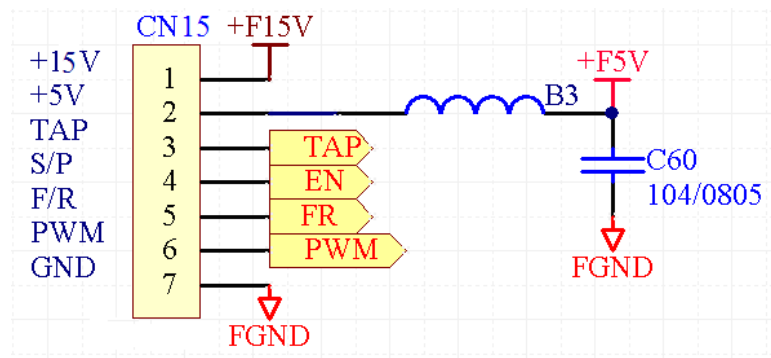 CN15 +F15V
+15V
+5V
TAP
S/P
F/R
PWM
GND
1
2
3
4
5
6
7
TAP
EN
FR
PWM
FGND
B3
+F5V
C60
104/0805
FGND